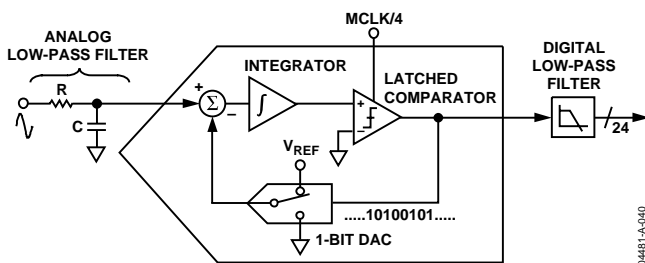 MCLK/4
ANALOG
LOW-PASS FILTER
INTEGRATOR
DIGITAL
LOW-PASS
FILTER
LATCHED
COMPARATOR
R
+
Σ
–
∫
+
–
C
24
VREF
.....10100101.....
1-BIT DAC
04481-A-040